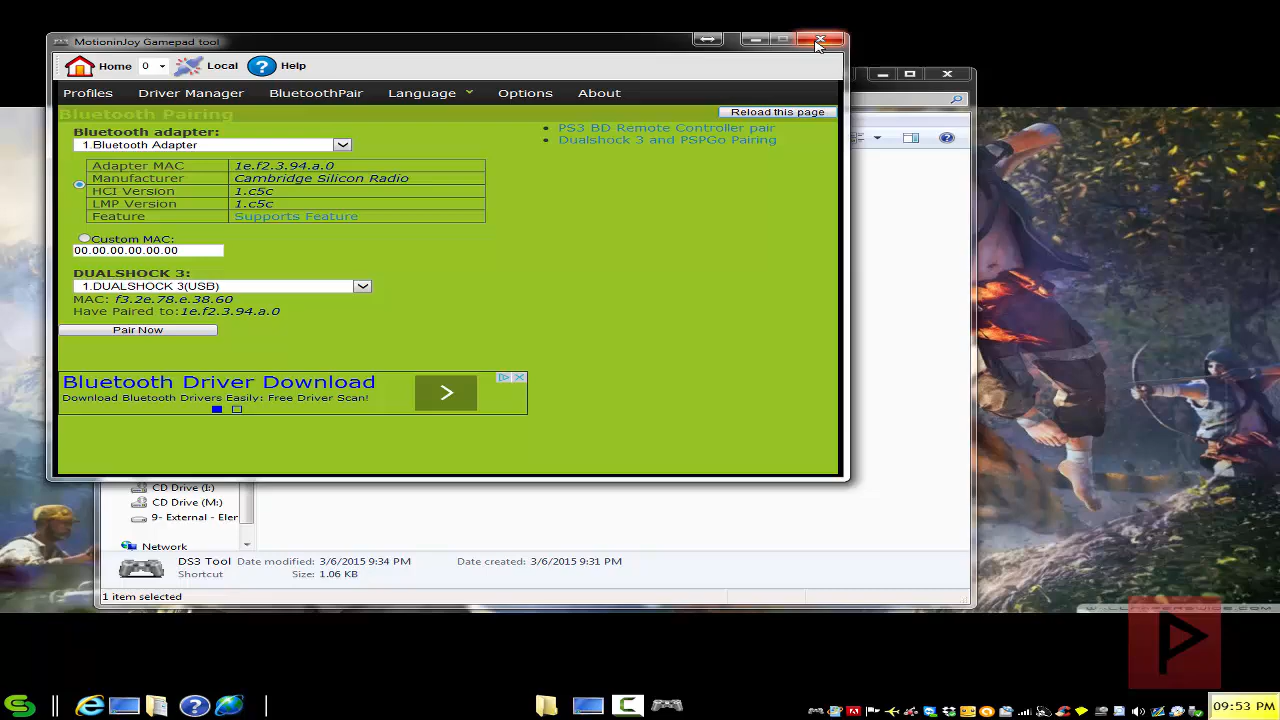 MotioninJoy Gamepad tool
Home 0 Local Help
Profiles Driver Manager BluetoothPair Language Options About
Bluetooth Pairing
Reload this page
Bluetooth adapter:
1.Bluetooth Adapter
PS3 BD Remote Controller pair
Dualshock 3 and PSPGo Pairing
Adapter MAC 1e.f2.3.94.a.0
Manufacturer Cambridge Silicon Radio
HCI Version 1.c5c
LMP Version 1.c5c
Feature Supports Feature
Custom MAC:
00.00.00.00.00.00
DUALSHOCK 3:
1.DUALSHOCK 3(USB)
MAC: f3.2e.78.e.38.60
Have Paired to:1e.f2.3.94.a.0
Pair Now
Bluetooth Driver Download
Download Bluetooth Drivers Easily: Free Driver Scan!
CD Drive (I:)
CD Drive (M:)
9- External - Eler
Network
DS3 Tool Date modified: 3/6/2015 9:34 PM Date created: 3/6/2015 9:31 PM
Shortcut Size: 1.06 KB
1 item selected
P
09:53 PM